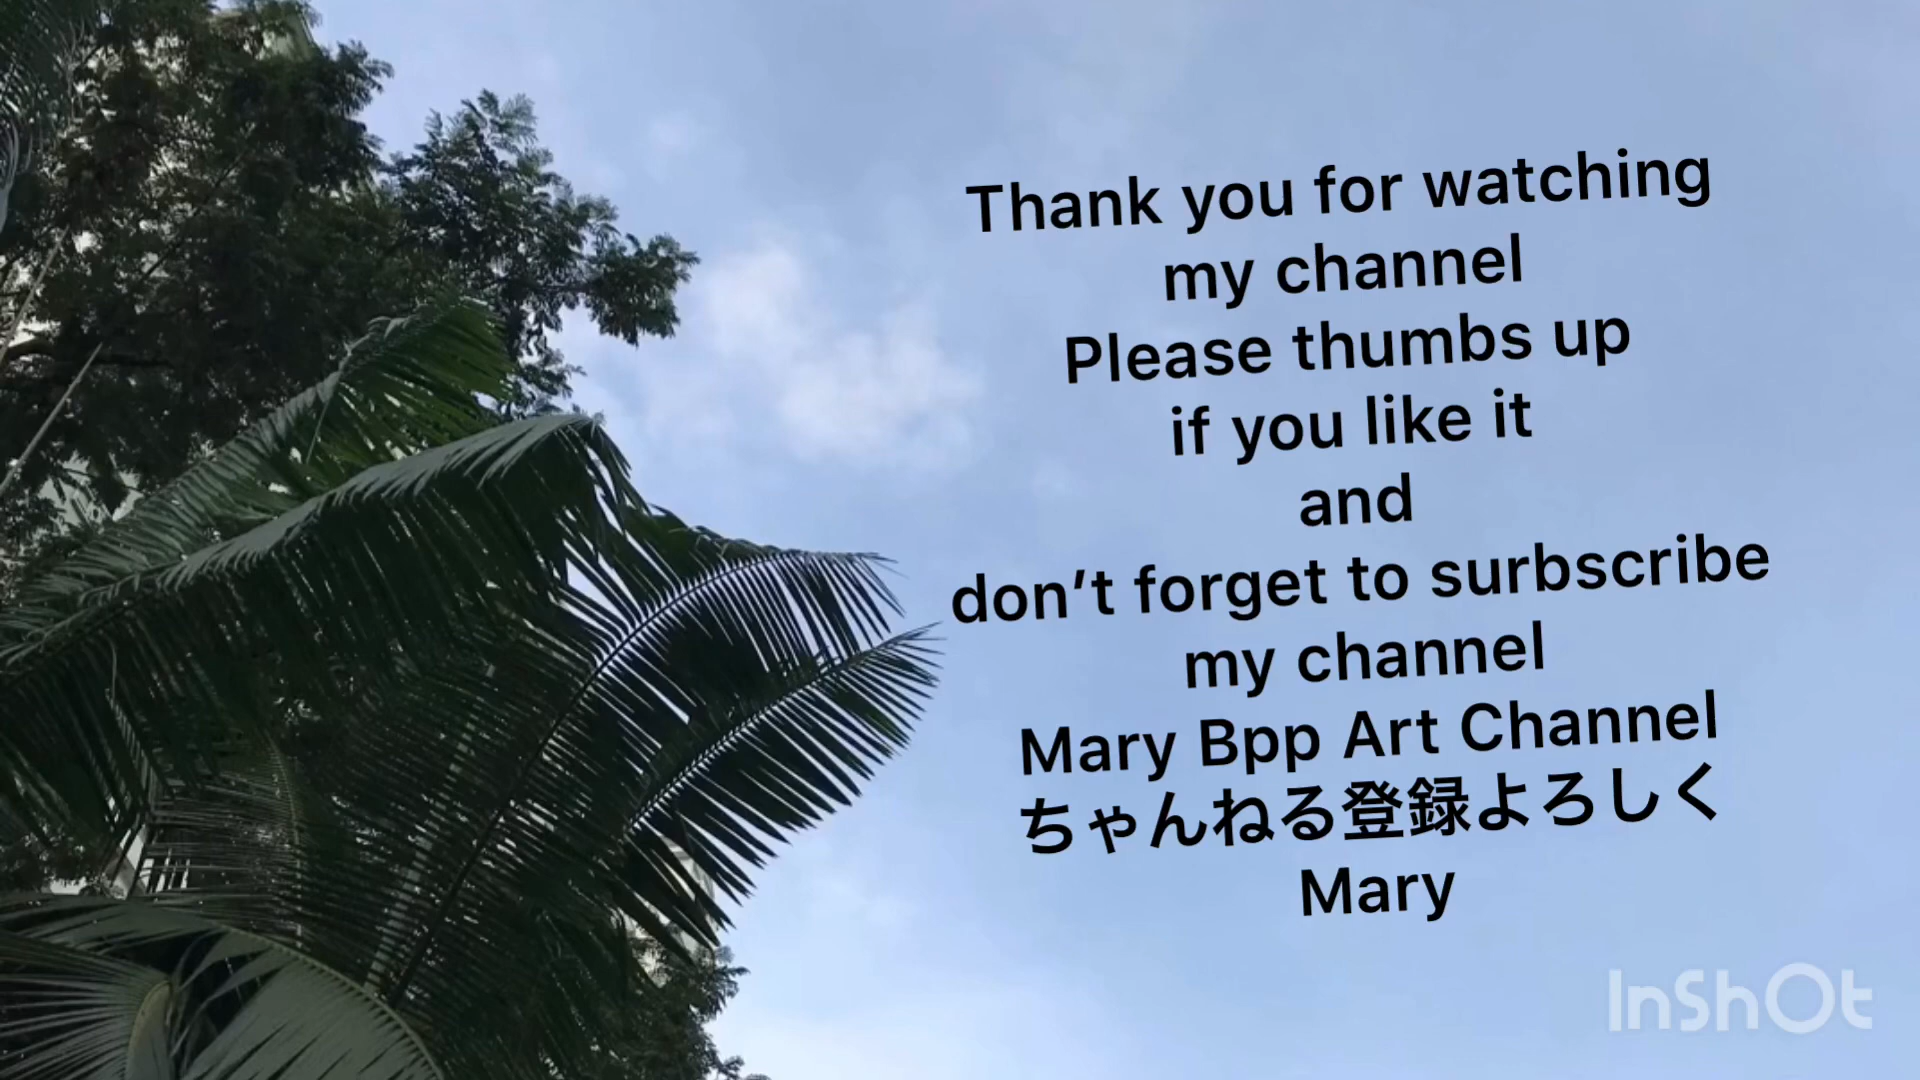 Thank you for watching
my channel
Please thumbs up
if you like it
and
don't forget to surbscribe
my channel
Mary Bpp Art Channel
ちゃんねる登録よろしく
Mary
InShOt